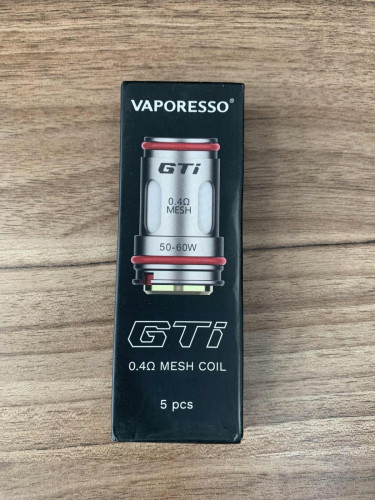 VAPORESSO®
GTi
0.4Ω
MESH
50-60W
GTi
0.4Ω MESH COIL
5 pcs